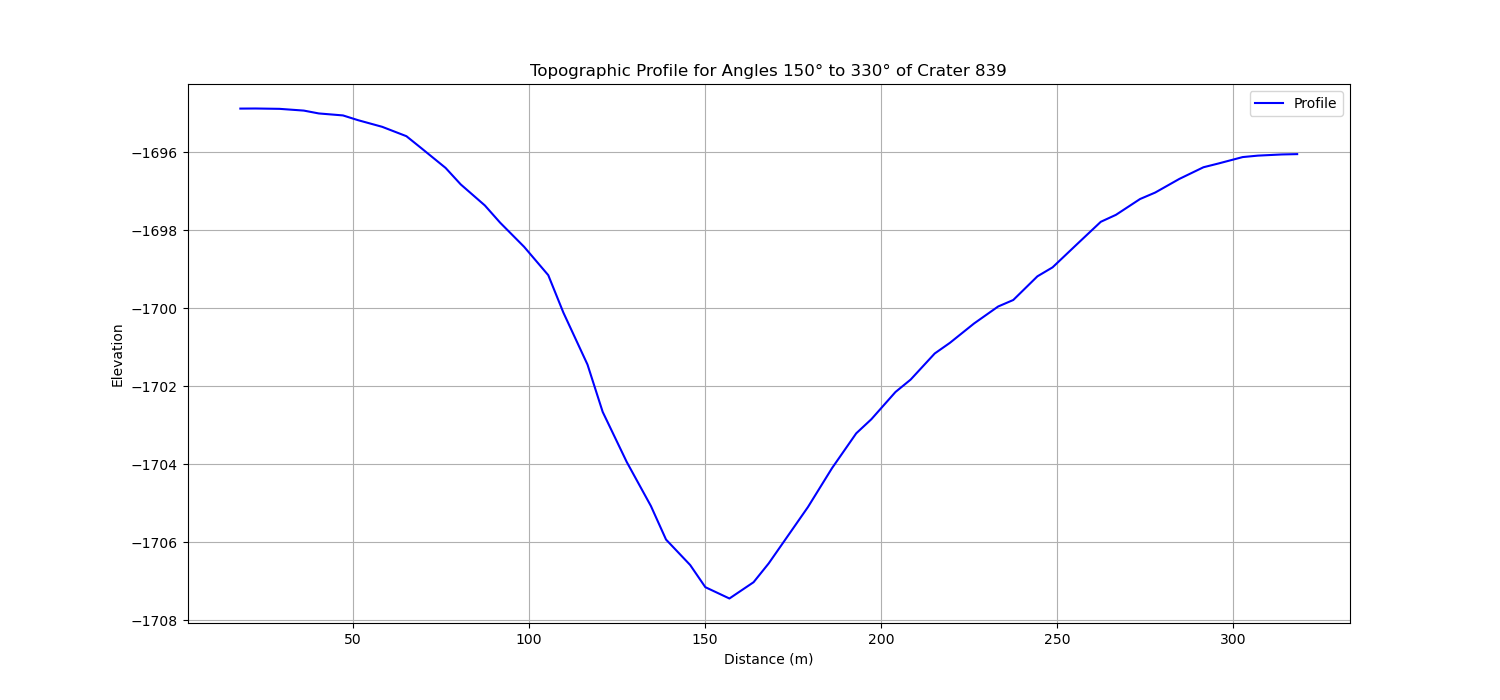 Topographic Profile for Angles 150° to 330° of Crater 839
Profile
−1696
−1698
−1700
−1702
−1704
−1706
−1708
Elevation
50 100 150 200 250 300
Distance (m)